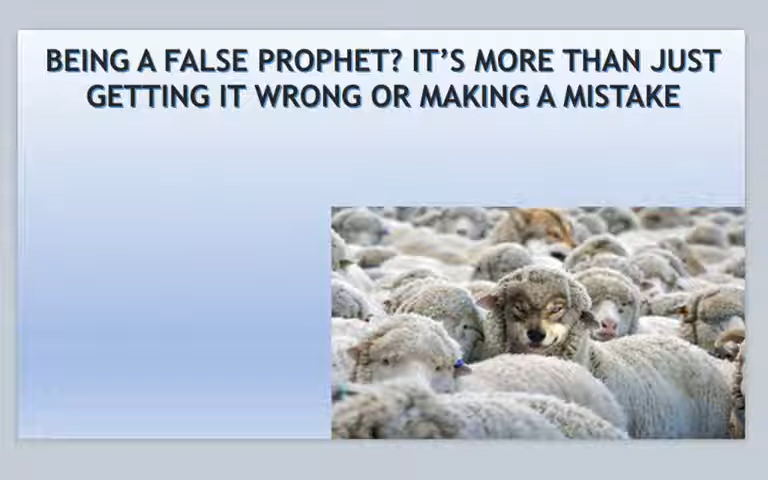 BEING A FALSE PROPHET? IT’S MORE THAN JUST
GETTING IT WRONG OR MAKING A MISTAKE